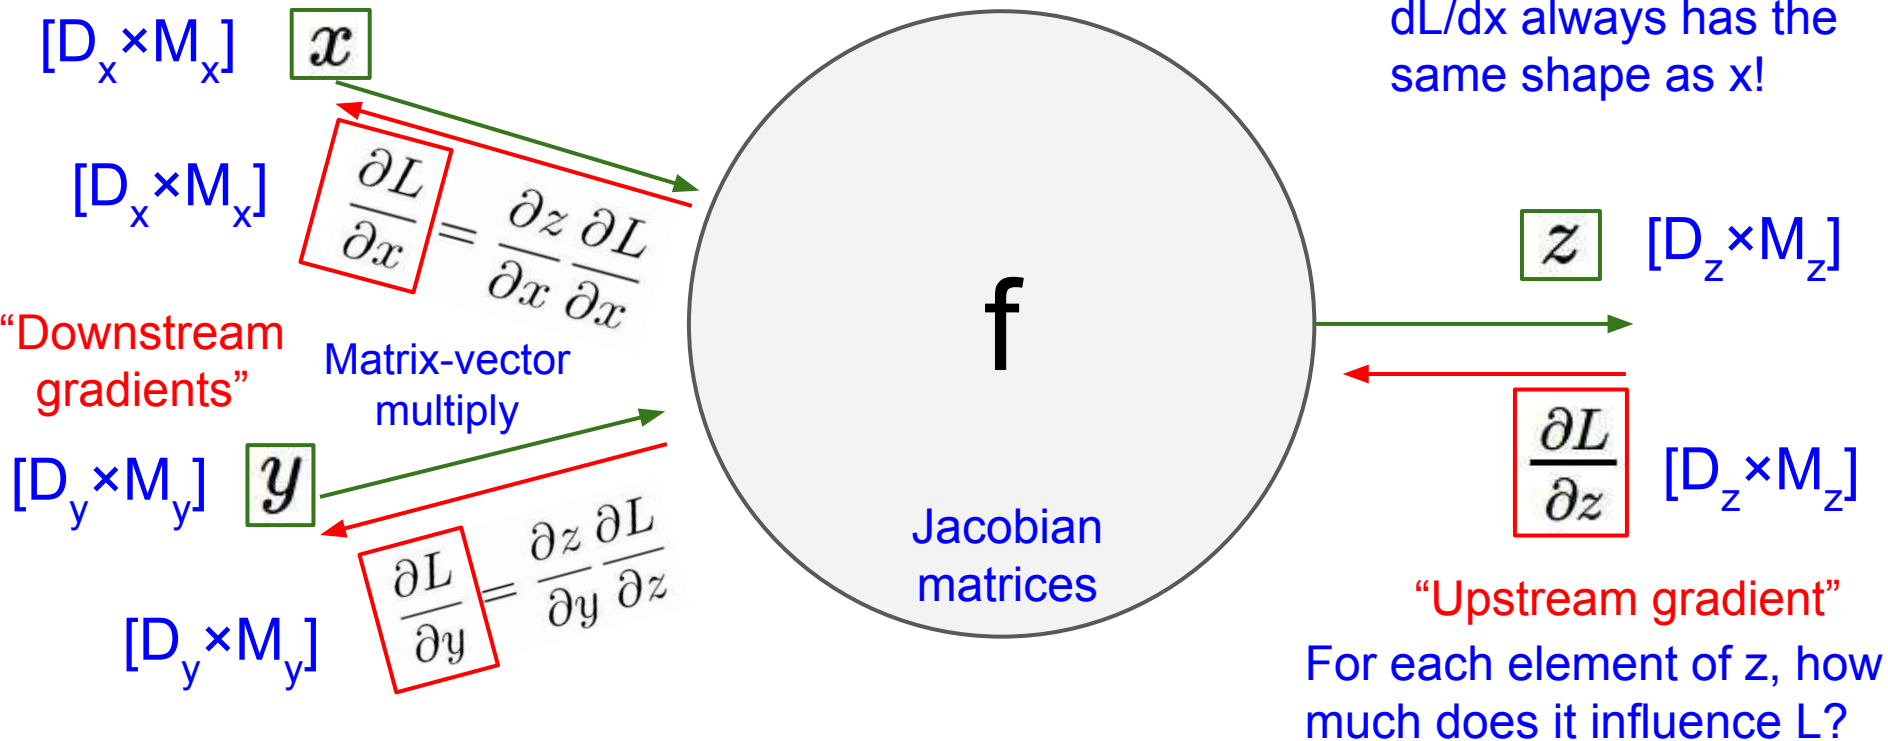 [D_x×M_x] x
dL/dx always has the
same shape as x!
[D_x×M_x] ∂L/∂x = ∂z/∂x ∂L/∂x
z [D_z×M_z]
f
“Downstream
gradients”
Matrix-vector
multiply
[D_y×M_y] y
∂L/∂z [D_z×M_z]
Jacobian
matrices
[D_y×M_y] ∂L/∂y = ∂z/∂y ∂L/∂z
“Upstream gradient”
For each element of z, how
much does it influence L?